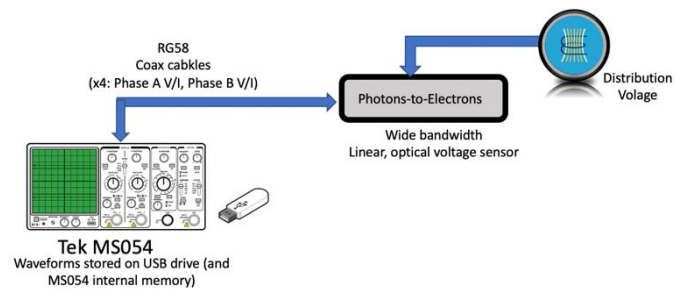 RG58
Coax cabkles
(x4: Phase A V/I, Phase B V/I)
Photons-to-Electrons
Distribution
Volage
Wide bandwidth
Linear, optical voltage sensor
Tek MS054
Waveforms stored on USB drive (and
MS054 internal memory)